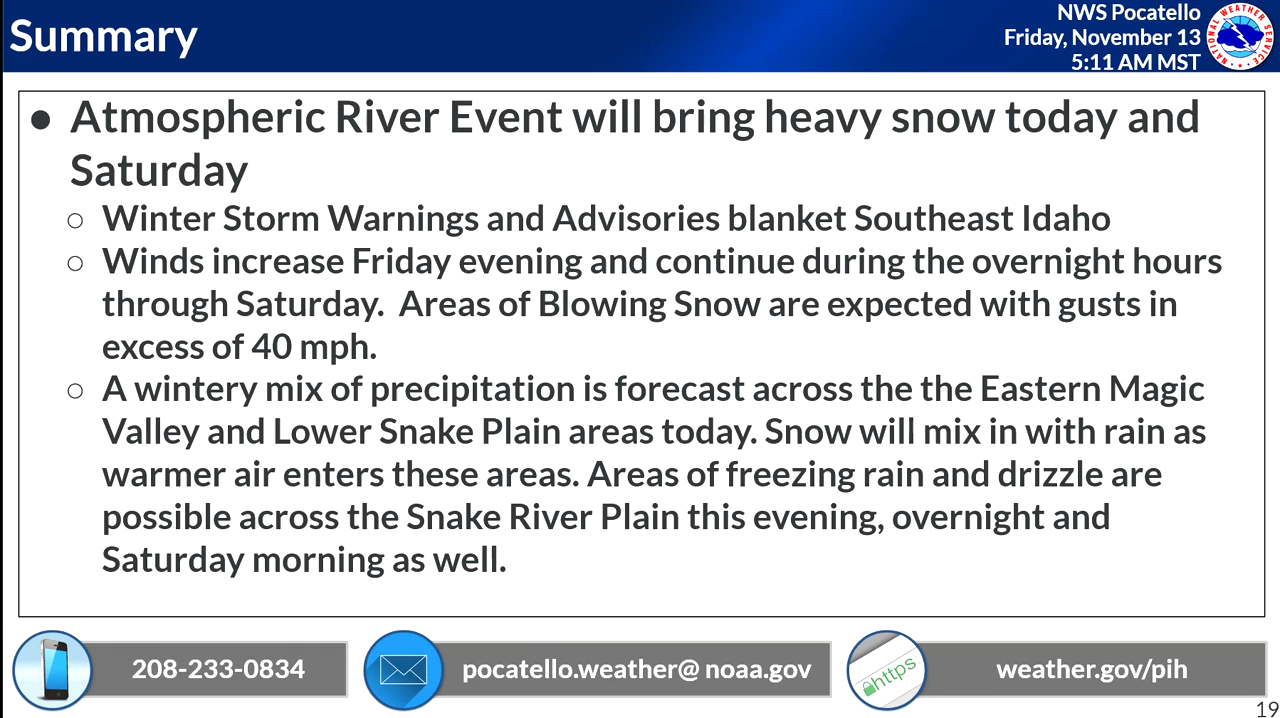 Summary
NWS Pocatello
Friday, November 13
5:11 AM MST
NATIONAL WEATHER SERVICE
● Atmospheric River Event will bring heavy snow today and
Saturday
○ Winter Storm Warnings and Advisories blanket Southeast Idaho
○ Winds increase Friday evening and continue during the overnight hours
through Saturday.  Areas of Blowing Snow are expected with gusts in
excess of 40 mph.
○ A wintery mix of precipitation is forecast across the the Eastern Magic
Valley and Lower Snake Plain areas today. Snow will mix in with rain as
warmer air enters these areas. Areas of freezing rain and drizzle are
possible across the Snake River Plain this evening, overnight and
Saturday morning as well.
208-233-0834
pocatello.weather@ noaa.gov
https
weather.gov/pih
19